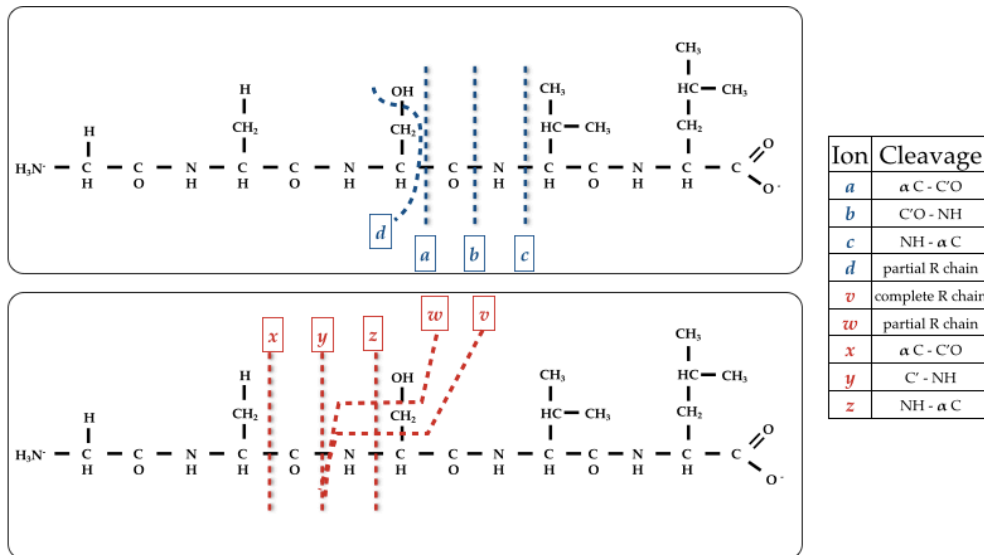 CH₃
OH
CH₃
HC CH₃
H
CH₂
CH₂
HC CH₃
CH₂
O
H
H₃N⁻ C C N C C N C C N C C N C C
H O H H O H H O H H O H H O⁻
d
a b c
w v
x y z
CH₃
OH
CH₃
HC CH₃
H
CH₂
CH₂
HC CH₃
CH₂
O
H
H₃N⁻ C C N C C N C C N C C N C C
H O H H O H H O H H O H H O⁻
Ion Cleavage
a α C - C'O
b C'O - NH
c NH - α C
d partial R chain
v complete R chain
w partial R chain
x α C - C'O
y C' - NH
z NH - α C